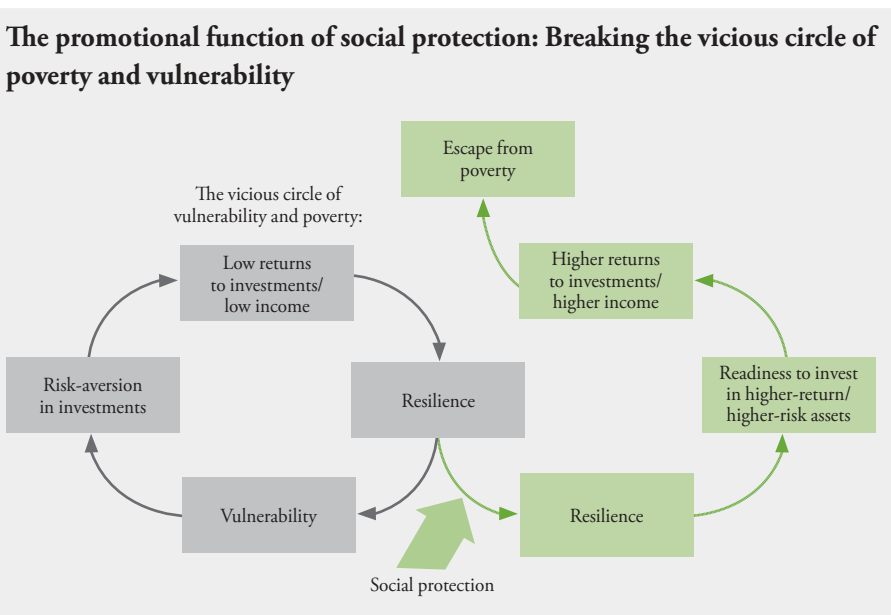 The promotional function of social protection: Breaking the vicious circle of
poverty and vulnerability
Escape from
poverty
The vicious circle of
vulnerability and poverty:
Low returns
to investments/
low income
Higher returns
to investments/
higher income
Risk-aversion
in investments
Resilience
Readiness to invest
in higher-return/
higher-risk assets
Vulnerability
Resilience
Social protection